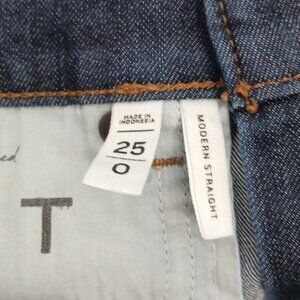 MADE IN
INDONESIA
25
0
MODERN STRAIGHT
T